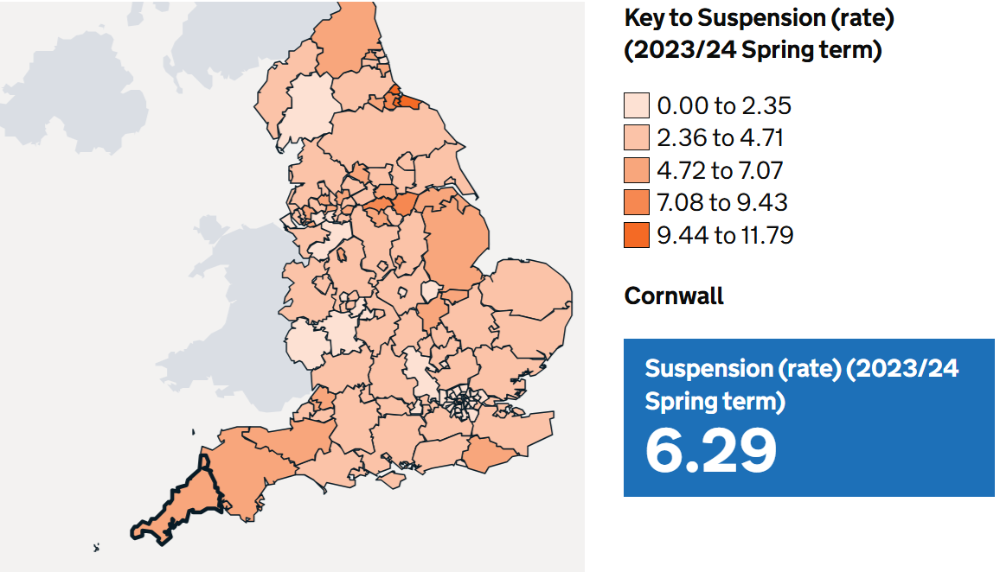 Key to Suspension (rate)
(2023/24 Spring term)
0.00 to 2.35
2.36 to 4.71
4.72 to 7.07
7.08 to 9.43
9.44 to 11.79
Cornwall
Suspension (rate) (2023/24
Spring term)
6.29